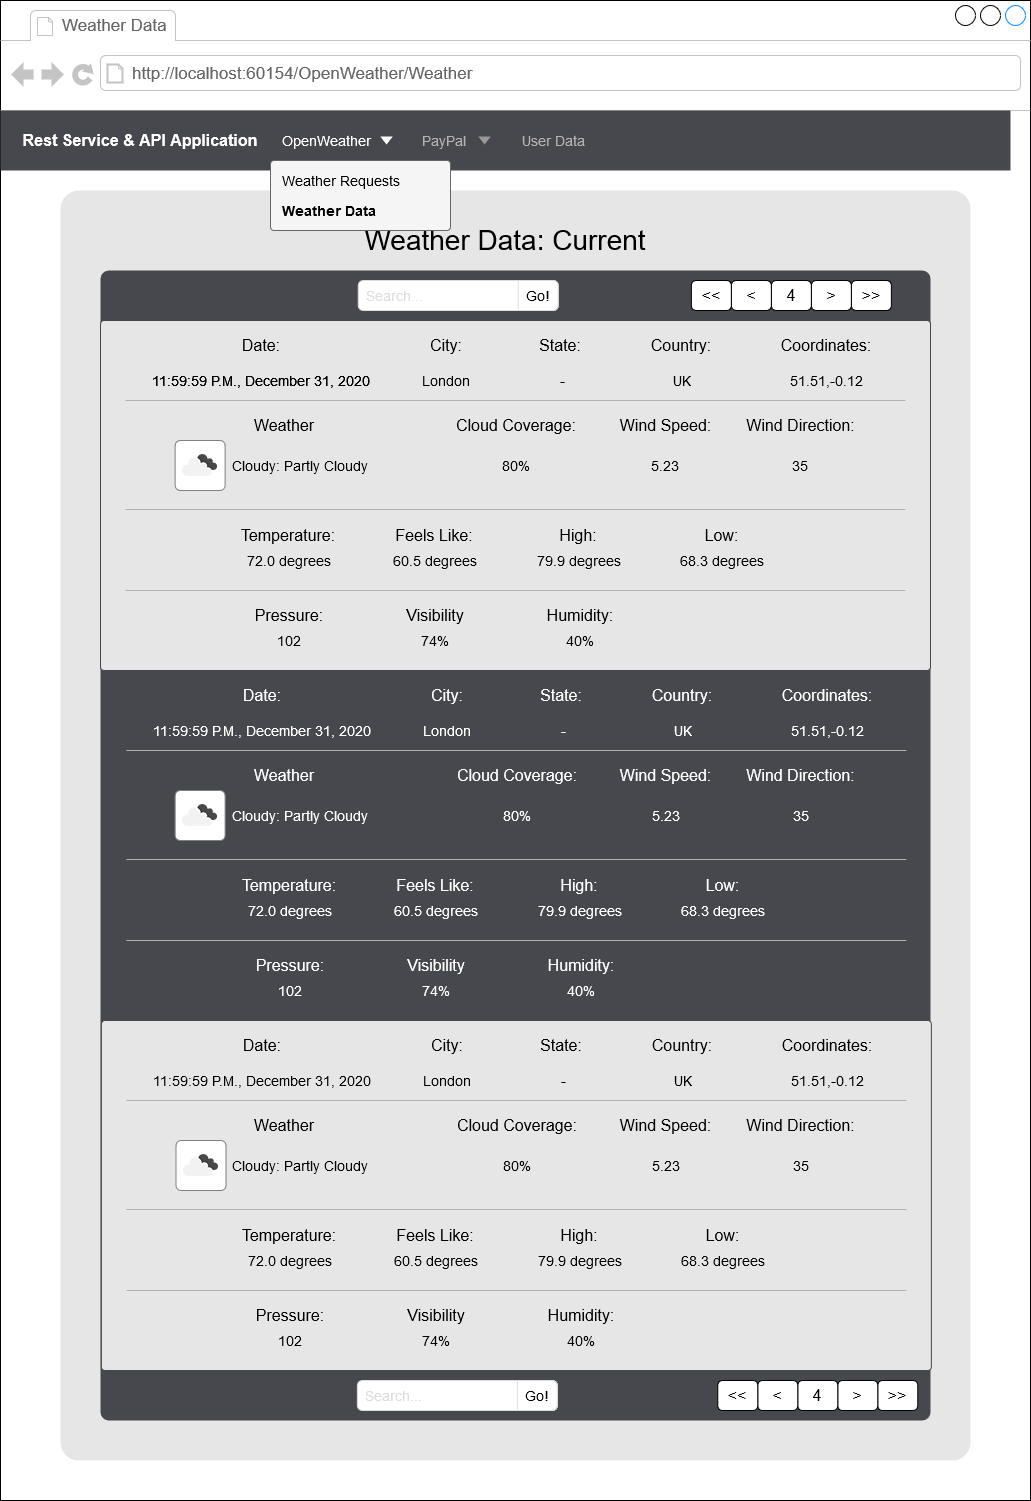 Weather Data
http://localhost:60154/OpenWeather/Weather
Rest Service & API Application OpenWeather PayPal User Data
Weather Requests
Weather Data
Weather Data: Current
Search... Go! << < 4 > >>
Date: City: State: Country: Coordinates:
11:59:59 P.M., December 31, 2020 London - UK 51.51,-0.12
Weather Cloud Coverage: Wind Speed: Wind Direction:
Cloudy: Partly Cloudy 80% 5.23 35
Temperature: Feels Like: High: Low:
72.0 degrees 60.5 degrees 79.9 degrees 68.3 degrees
Pressure: Visibility Humidity:
102 74% 40%
Date: City: State: Country: Coordinates:
11:59:59 P.M., December 31, 2020 London - UK 51.51,-0.12
Weather Cloud Coverage: Wind Speed: Wind Direction:
Cloudy: Partly Cloudy 80% 5.23 35
Temperature: Feels Like: High: Low:
72.0 degrees 60.5 degrees 79.9 degrees 68.3 degrees
Pressure: Visibility Humidity:
102 74% 40%
Date: City: State: Country: Coordinates:
11:59:59 P.M., December 31, 2020 London - UK 51.51,-0.12
Weather Cloud Coverage: Wind Speed: Wind Direction:
Cloudy: Partly Cloudy 80% 5.23 35
Temperature: Feels Like: High: Low:
72.0 degrees 60.5 degrees 79.9 degrees 68.3 degrees
Pressure: Visibility Humidity:
102 74% 40%
Search... Go! << < 4 > >>